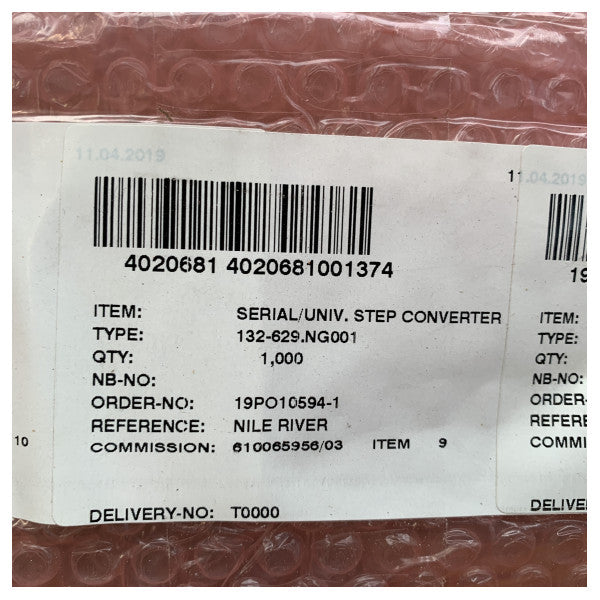 11.04.2019
4020681 4020681001374
ITEM: SERIAL/UNIV. STEP CONVERTER
TYPE: 132-629.NG001
QTY: 1,000
NB-NO:
ORDER-NO: 19PO10594-1
REFERENCE: NILE RIVER
COMMISSION: 610065956/03 ITEM 9
DELIVERY-NO: T0000
10
11.04.2019
19
ITEM:
TYPE:
QTY:
NB-NO:
ORDER-
REFERE
COMMI
DELIVE